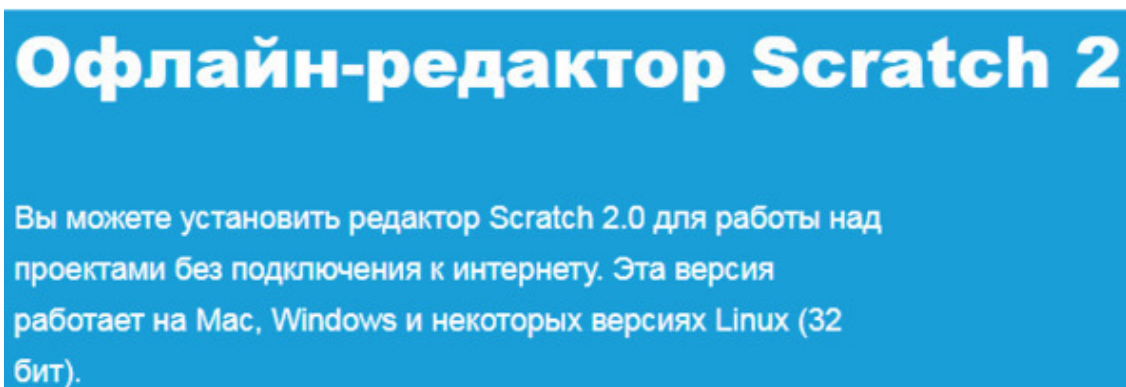 Офлайн-редактор Scratch 2
Вы можете установить редактор Scratch 2.0 для работы над
проектами без подключения к интернету. Эта версия
работает на Mac, Windows и некоторых версиях Linux (32
бит).